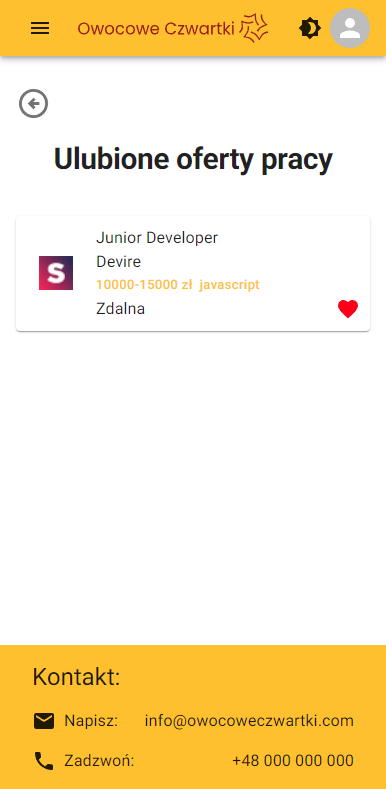 Owocowe Czwartki
Ulubione oferty pracy
Junior Developer
S
Devire
10000-15000 zł javascript
Zdalna
Kontakt:
Napisz: info@owocoweczwartki.com
Zadzwoń: +48 000 000 000